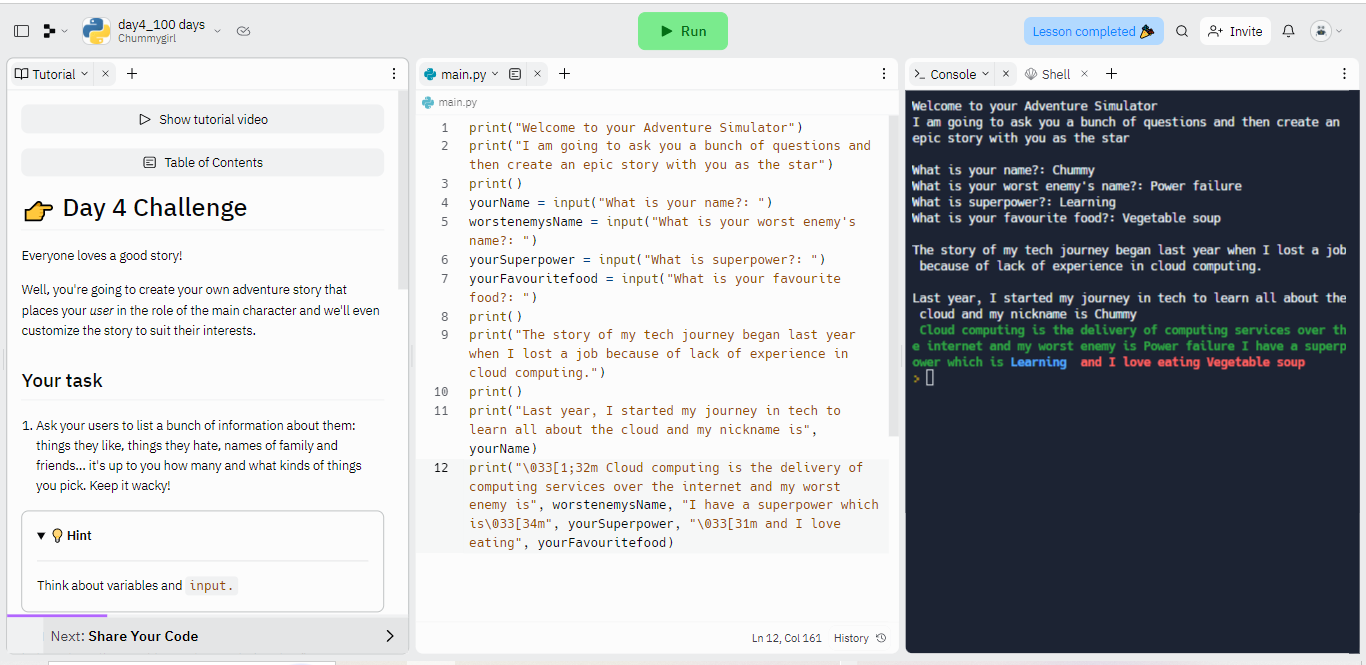 day4_100 days
Chummygirl
Run
Lesson completed
Invite
Tutorial
main.py
Console
Shell
Show tutorial video
Table of Contents
Day 4 Challenge
Everyone loves a good story!
Well, you're going to create your own adventure story that
places your user in the role of the main character and we'll even
customize the story to suit their interests.
Your task
1. Ask your users to list a bunch of information about them:
things they like, things they hate, names of family and
friends... it's up to you how many and what kinds of things
you pick. Keep it wacky!
Hint
Think about variables and input.
Next: Share Your Code
main.py
1 print("Welcome to your Adventure Simulator")
2 print("I am going to ask you a bunch of questions and
then create an epic story with you as the star")
3 print()
4 yourName = input("What is your name?: ")
5 worstenemysName = input("What is your worst enemy's
name?: ")
6 yourSuperpower = input("What is superpower?: ")
7 yourFavouritefood = input("What is your favourite
food?: ")
8 print()
9 print("The story of my tech journey began last year
when I lost a job because of lack of experience in
cloud computing.")
10 print()
11 print("Last year, I started my journey in tech to
learn all about the cloud and my nickname is",
yourName)
12 print("\033[1;32m Cloud computing is the delivery of
computing services over the internet and my worst
enemy is", worstenemysName, "I have a superpower which
is\033[34m", yourSuperpower, "\033[31m and I love
eating", yourFavouritefood)
Ln 12, Col 161 History
Welcome to your Adventure Simulator
I am going to ask you a bunch of questions and then create an
epic story with you as the star
What is your name?: Chummy
What is your worst enemy's name?: Power failure
What is superpower?: Learning
What is your favourite food?: Vegetable soup
The story of my tech journey began last year when I lost a job
because of lack of experience in cloud computing.
Last year, I started my journey in tech to learn all about the
cloud and my nickname is Chummy
Cloud computing is the delivery of computing services over th
e internet and my worst enemy is Power failure I have a superp
ower which is Learning  and I love eating Vegetable soup
>